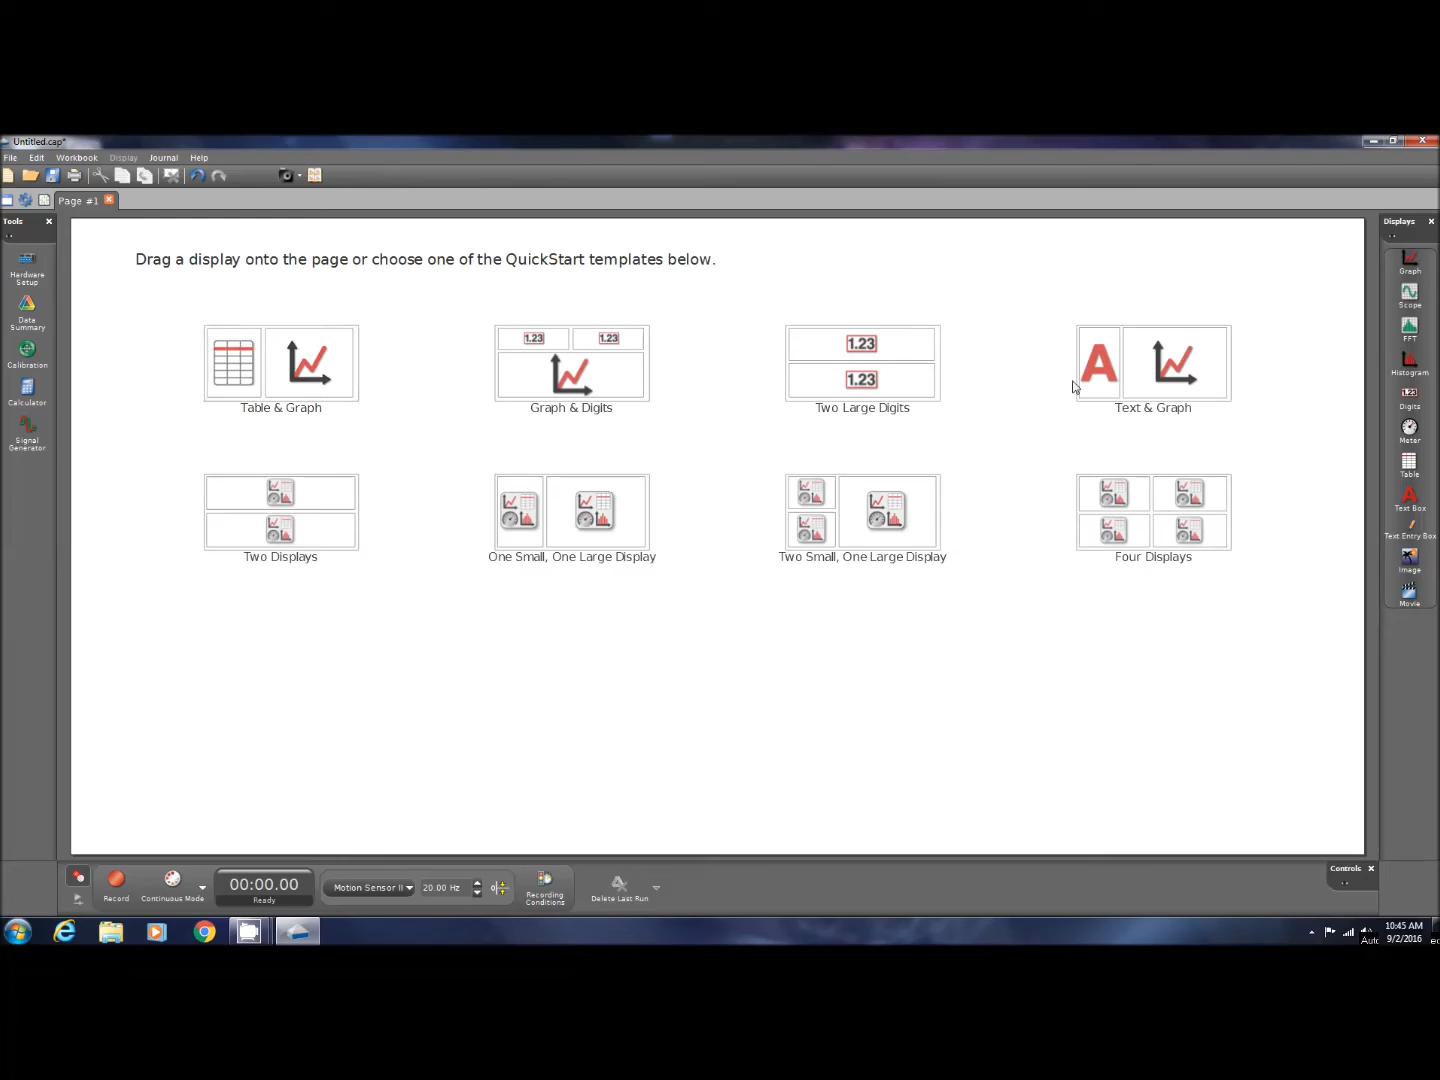 Untitled.cap*
File Edit Workbook Display Journal Help
Page #1
Tools
Displays
Drag a display onto the page or choose one of the QuickStart templates below.
Hardware
Setup
Data
Summary
Calibration
Calculator
Signal
Generator
1.23 1.23
1.23
1.23
A
Table & Graph
Graph & Digits
Two Large Digits
Text & Graph
Two Displays
One Small, One Large Display
Two Small, One Large Display
Four Displays
Graph
Scope
FFT
Histogram
1.23
Digits
Meter
Table
A
Text Box
Text Entry Box
Image
Movie
Record
Continuous Mode
00:00.00
Ready
Motion Sensor II
20.00 Hz
Recording
Conditions
Delete Last Run
Controls
10:45 AM
9/2/2016